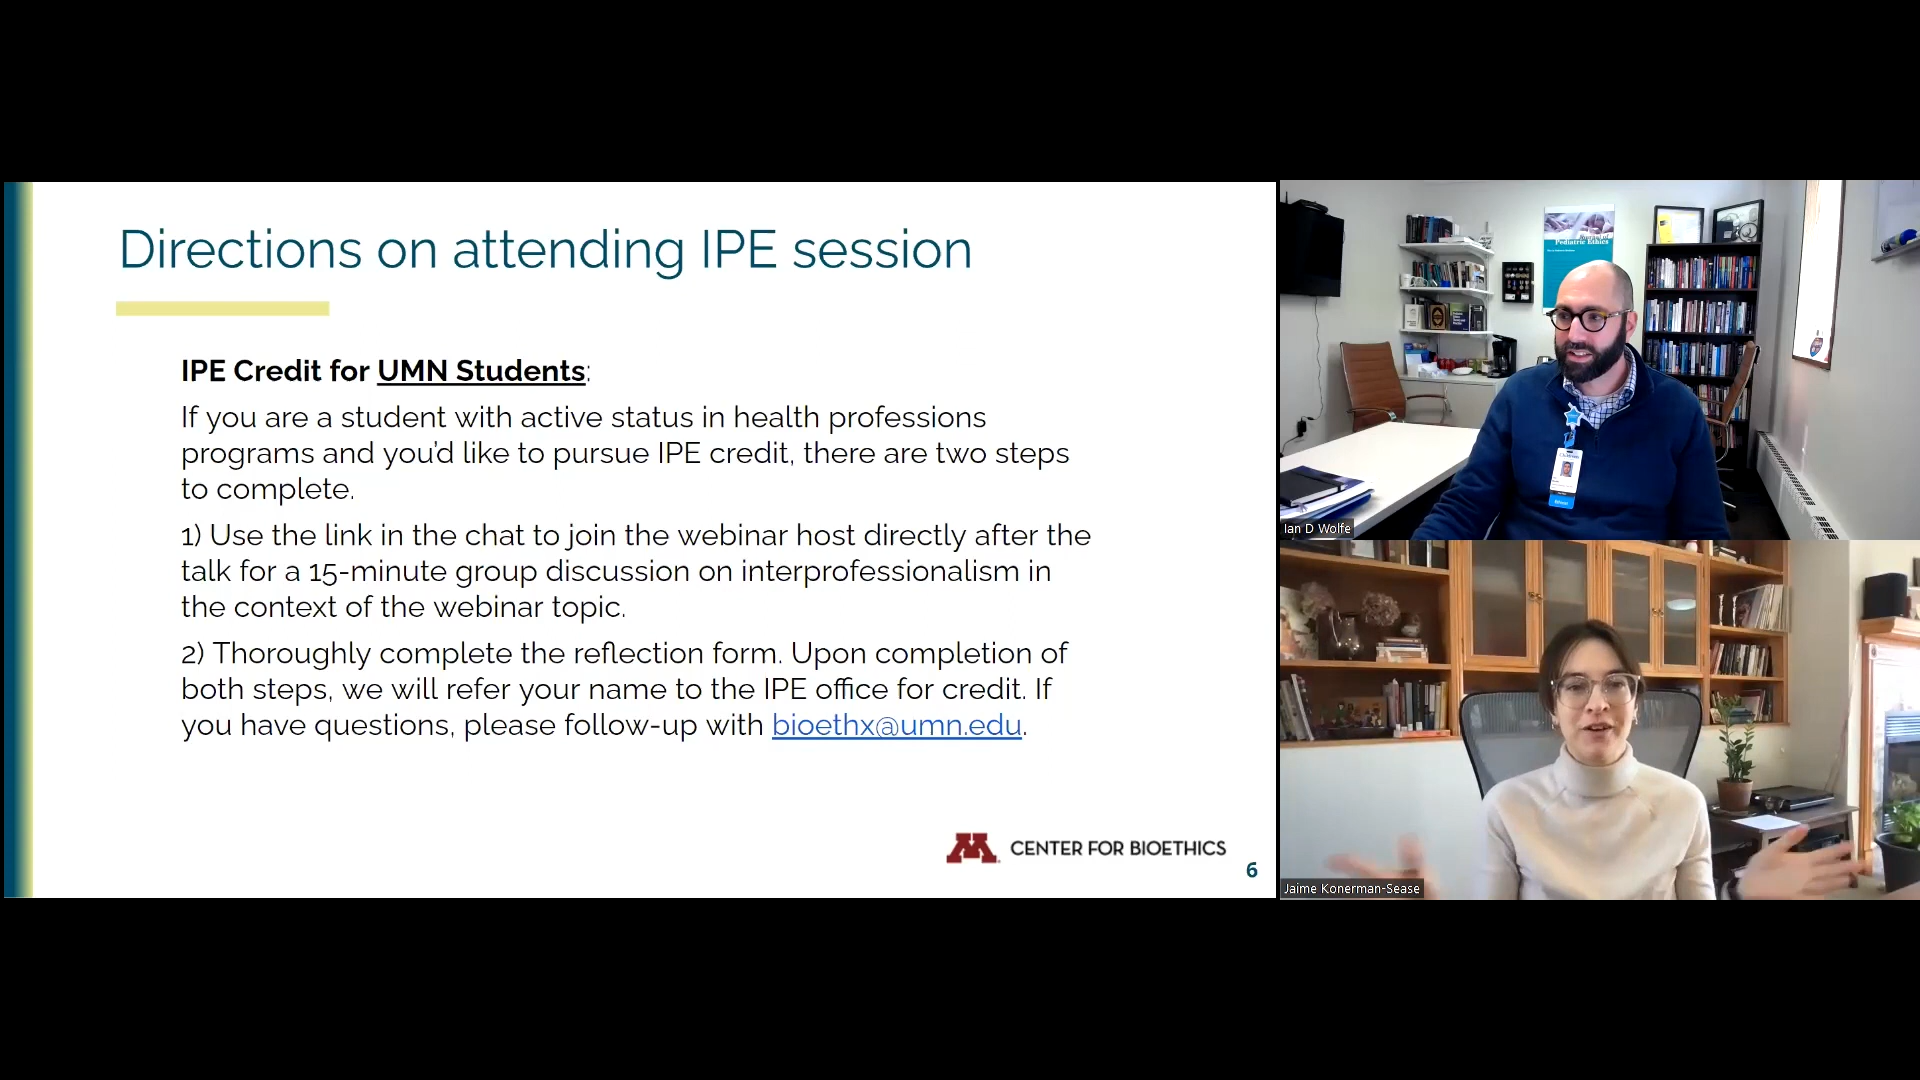 Directions on attending IPE session
IPE Credit for UMN Students:
If you are a student with active status in health professions
programs and you'd like to pursue IPE credit, there are two steps
to complete.
1) Use the link in the chat to join the webinar host directly after the
talk for a 15-minute group discussion on interprofessionalism in
the context of the webinar topic.
2) Thoroughly complete the reflection form. Upon completion of
both steps, we will refer your name to the IPE office for credit. If
you have questions, please follow-up with bioethx@umn.edu.
M
CENTER FOR BIOETHICS
6
Pediatric Ethics
Ian D Wolfe
Jaime Konerman-Sease